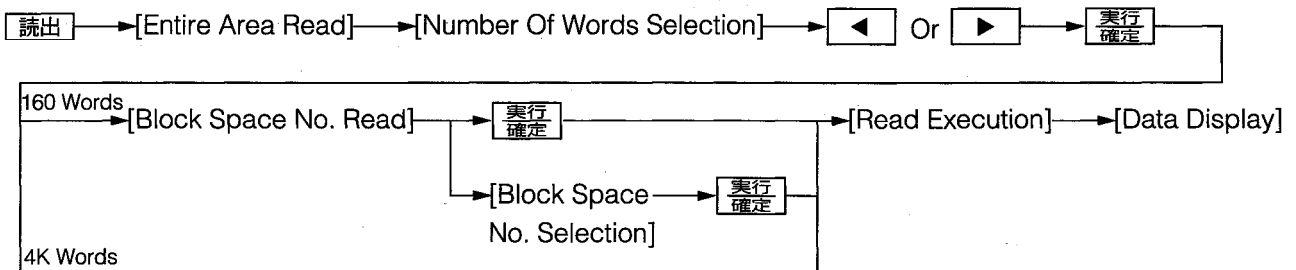 読出 [Entire Area Read] [Number Of Words Selection] ◀ Or ▶ 実行 確定
160 Words [Block Space No. Read] 実行 確定 [Read Execution] [Data Display]
[Block Space 実行 確定
No. Selection]
4K Words